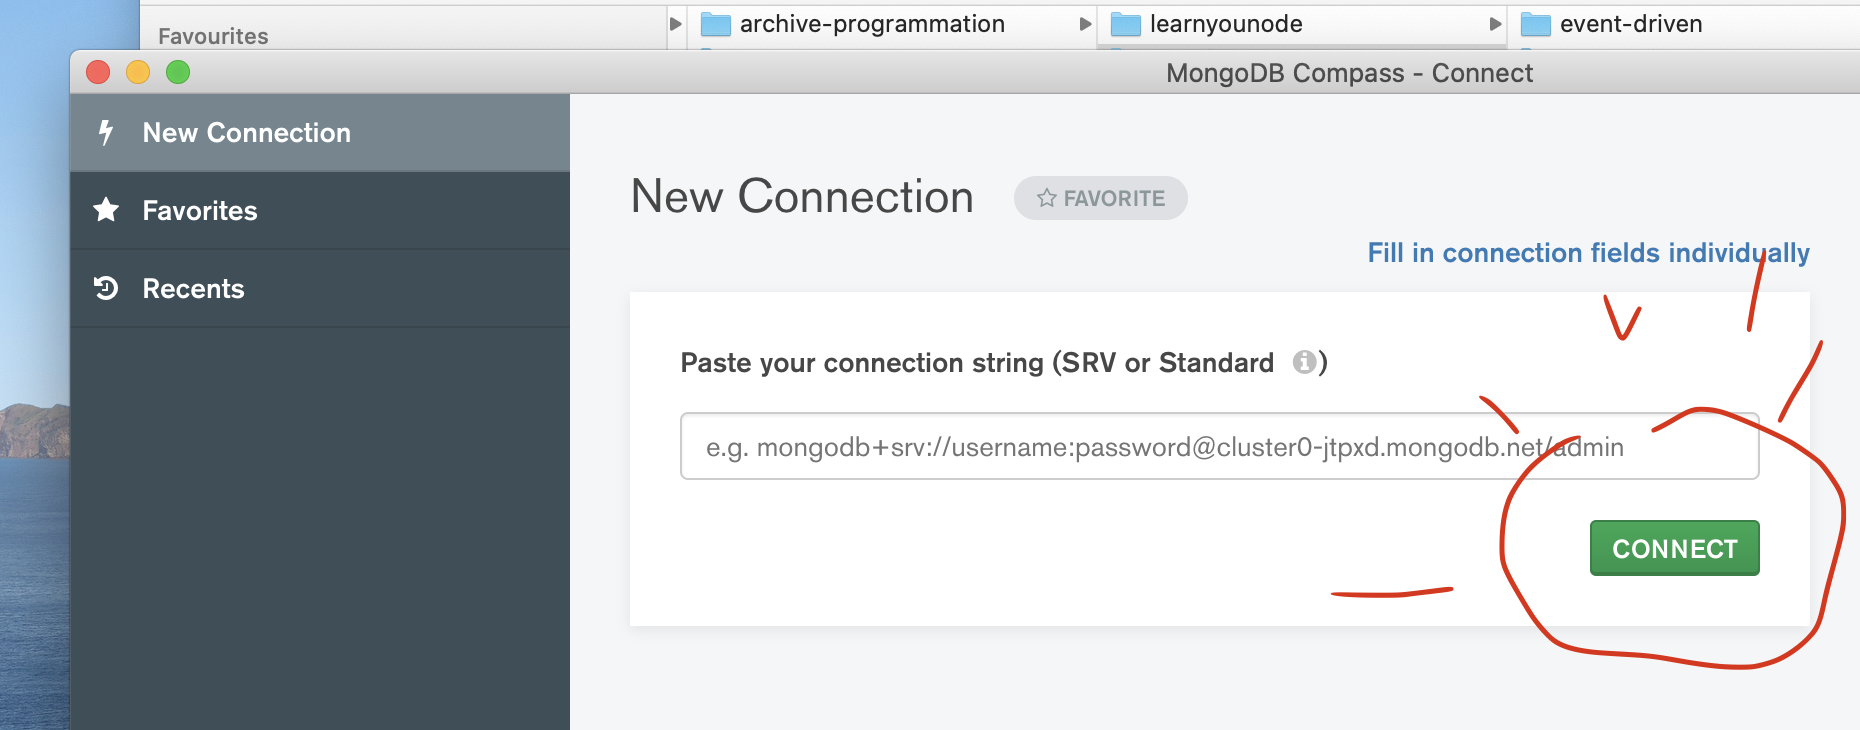 Favourites
archive-programmation
learnyounode
event-driven
MongoDB Compass - Connect
New Connection
Favorites
Recents
New Connection
FAVORITE
Fill in connection fields individually
Paste your connection string (SRV or Standard i)
e.g. mongodb+srv://username:password@cluster0-jtpxd.mongodb.net/admin
CONNECT